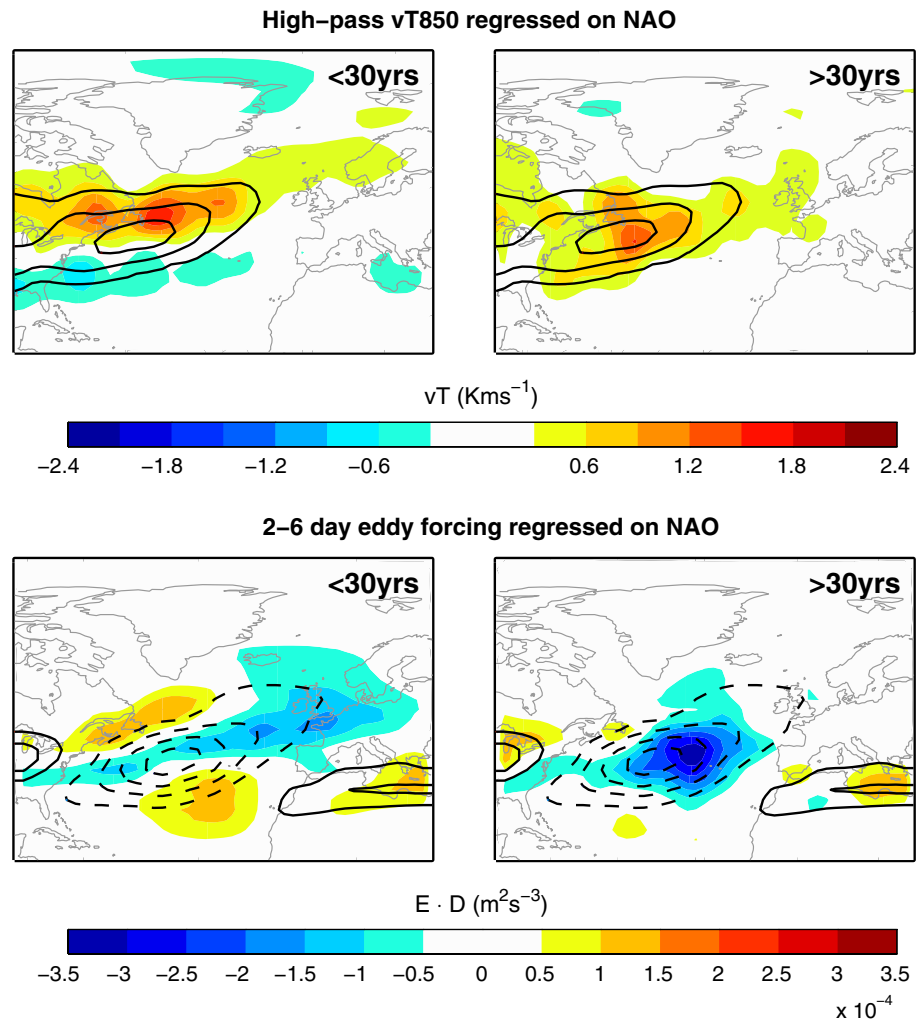 High−pass vT850 regressed on NAO
<30yrs
>30yrs
vT (Kms−1)
−2.4 −1.8 −1.2 −0.6 0.6 1.2 1.8 2.4
2−6 day eddy forcing regressed on NAO
<30yrs
>30yrs
E · D (m2s−3)
−3.5 −3 −2.5 −2 −1.5 −1 −0.5 0 0.5 1 1.5 2 2.5 3 3.5
x 10−4